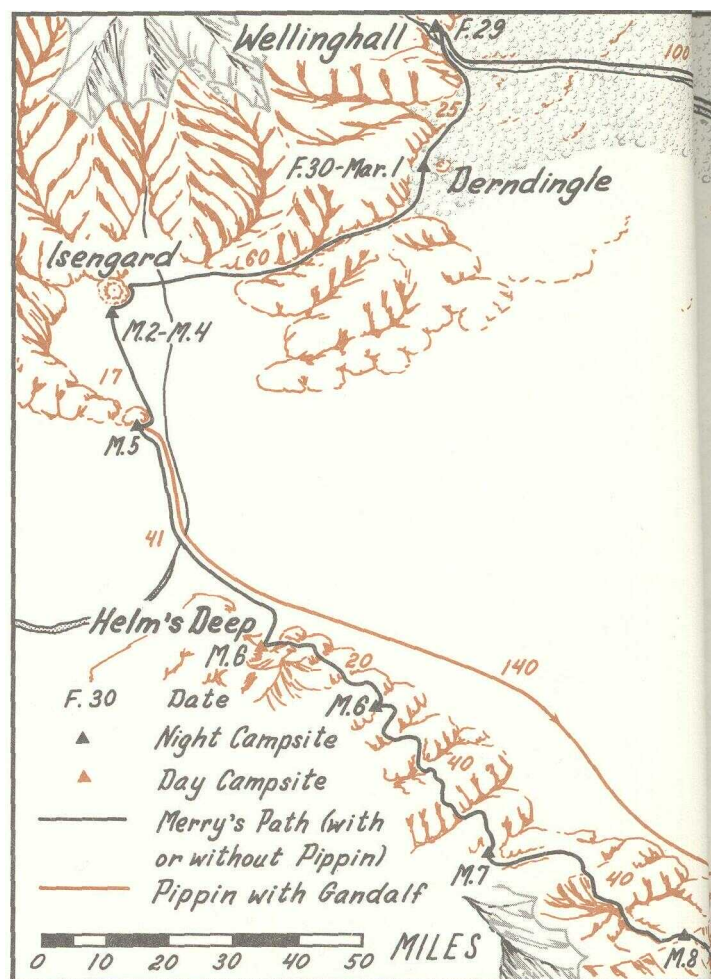 Wellinghall
F.29
100
25
F.30-Mar.1
Derndingle
Isengard
60
M.2-M.4
17
M.5
41
Helm's Deep
M.6
20
140
M.6
40
M.7
40
M.8
F.30 Date
Night Campsite
Day Campsite
Merry's Path (with
or without Pippin)
Pippin with Gandalf
0 10 20 30 40 50 MILES